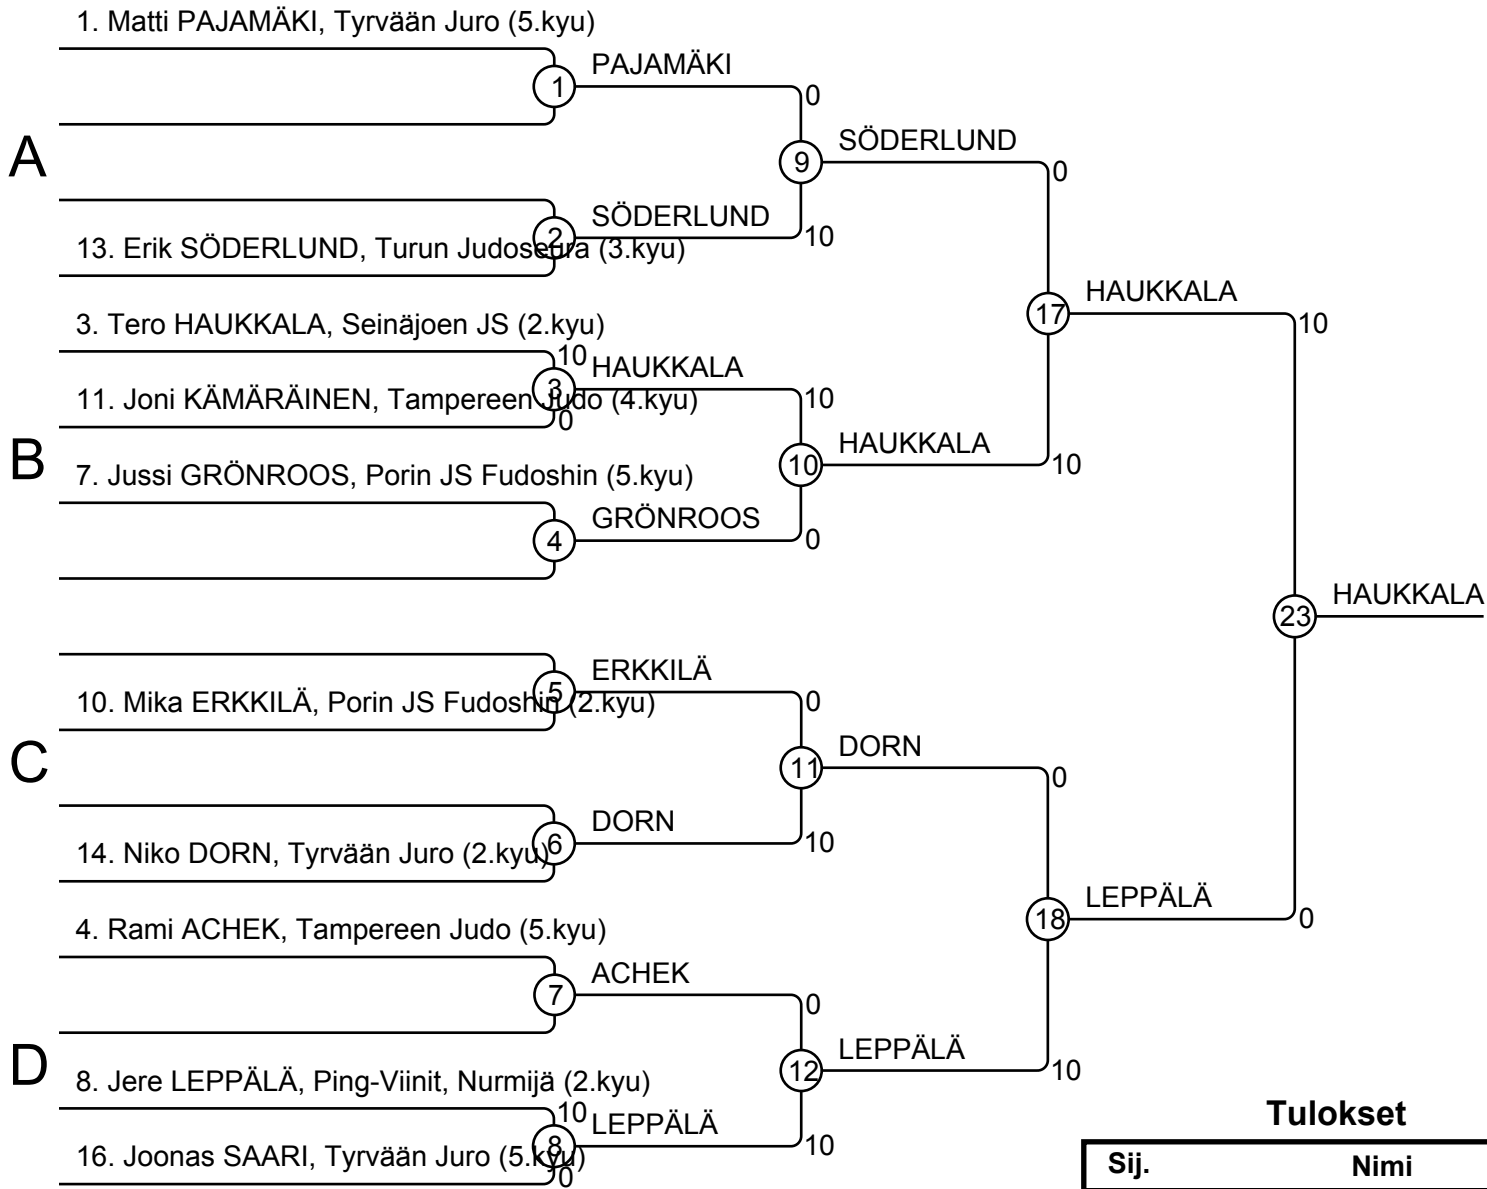 1. Matti PAJAMÄKI, Tyrvään Juro (5.kyu)
PAJAMÄKI
1
0
A
SÖDERLUND
9
0
SÖDERLUND
2
10
13. Erik SÖDERLUND, Turun Judoseura (3.kyu)
HAUKKALA
17
10
3. Tero HAUKKALA, Seinäjoen JS (2.kyu)
10
HAUKKALA
3
10
11. Joni KÄMÄRÄINEN, Tampereen Judo (4.kyu)
0
B
HAUKKALA
10
10
7. Jussi GRÖNROOS, Porin JS Fudoshin (5.kyu)
GRÖNROOS
4
0
HAUKKALA
23
ERKKILÄ
5
0
10. Mika ERKKILÄ, Porin JS Fudoshin (2.kyu)
C
DORN
11
0
DORN
6
10
14. Niko DORN, Tyrvään Juro (2.kyu)
LEPPÄLÄ
18
0
4. Rami ACHEK, Tampereen Judo (5.kyu)
ACHEK
7
0
D
LEPPÄLÄ
12
10
8. Jere LEPPÄLÄ, Ping-Viinit, Nurmijä (2.kyu)
10
LEPPÄLÄ
8
10
16. Joonas SAARI, Tyrvään Juro (5.kyu)
0
Tulokset
Sij. Nimi